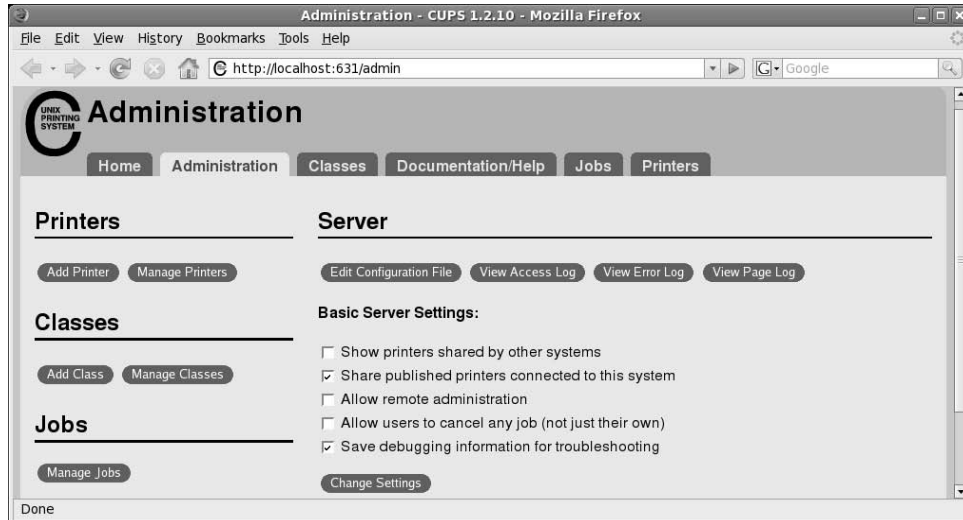 Administration - CUPS 1.2.10 - Mozilla Firefox
File Edit View History Bookmarks Tools Help
http://localhost:631/admin
G Google
UNIX
PRINTING
SYSTEM
Administration
Home Administration Classes Documentation/Help Jobs Printers
Printers
Add Printer Manage Printers
Classes
Add Class Manage Classes
Jobs
Manage Jobs
Server
Edit Configuration File View Access Log View Error Log View Page Log
Basic Server Settings:
Show printers shared by other systems
Share published printers connected to this system
Allow remote administration
Allow users to cancel any job (not just their own)
Save debugging information for troubleshooting
Change Settings
Done